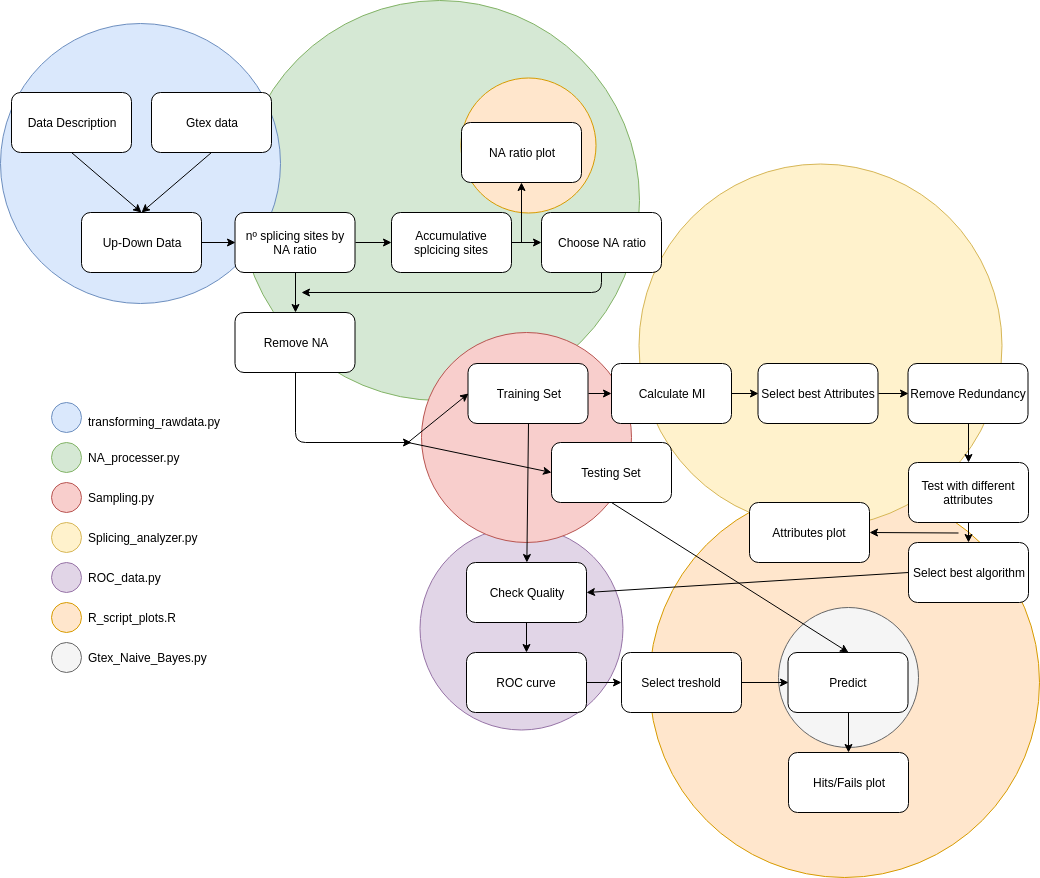 Data Description
Gtex data
NA ratio plot
Up-Down Data
nº splicing sites by
NA ratio
Accumulative
splcicing sites
Choose NA ratio
Remove NA
Training Set
Calculate MI
Select best Attributes
Remove Redundancy
transforming_rawdata.py
NA_processer.py
Sampling.py
Splicing_analyzer.py
ROC_data.py
R_script_plots.R
Gtex_Naive_Bayes.py
Testing Set
Test with different
attributes
Attributes plot
Select best algorithm
Check Quality
ROC curve
Select treshold
Predict
Hits/Fails plot